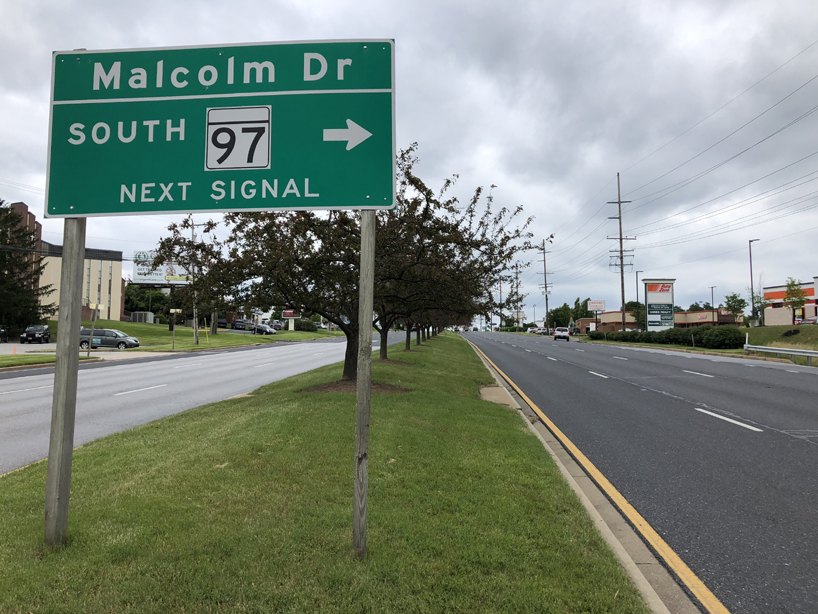 Malcolm Dr
SOUTH 97
NEXT SIGNAL